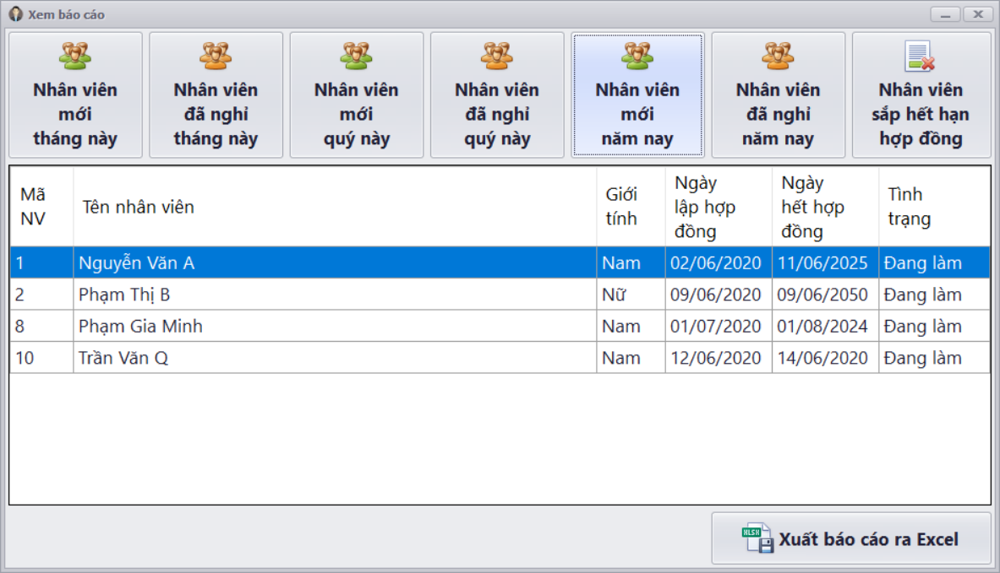 Xem báo cáo
Nhân viên
mới
tháng này
Nhân viên
đã nghỉ
tháng này
Nhân viên
mới
quý này
Nhân viên
đã nghỉ
quý này
Nhân viên
mới
năm nay
Nhân viên
đã nghỉ
năm nay
Nhân viên
sắp hết hạn
hợp đồng
Mã
NV
Tên nhân viên
Giới
tính
Ngày
lập hợp
đồng
Ngày
hết hợp
đồng
Tình
trạng
1 Nguyễn Văn A Nam 02/06/2020 11/06/2025 Đang làm
2 Phạm Thị B Nữ 09/06/2020 09/06/2050 Đang làm
8 Phạm Gia Minh Nam 01/07/2020 01/08/2024 Đang làm
10 Trần Văn Q Nam 12/06/2020 14/06/2020 Đang làm
XLSX
Xuất báo cáo ra Excel